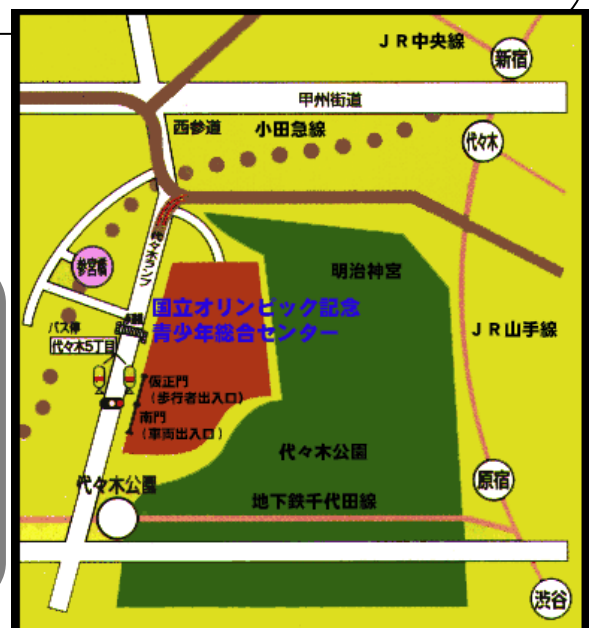 JR中央線
新宿
甲州街道
西参道
小田急線
代々木
代々木ランプ
参宮橋
明治神宮
国立オリンピック記念
青少年総合センター
JR山手線
バス停
代々木5丁目
仮正門
(歩行者出入口)
南門
(車両出入口)
代々木公園
代々木公園
原宿
地下鉄千代田線
渋谷